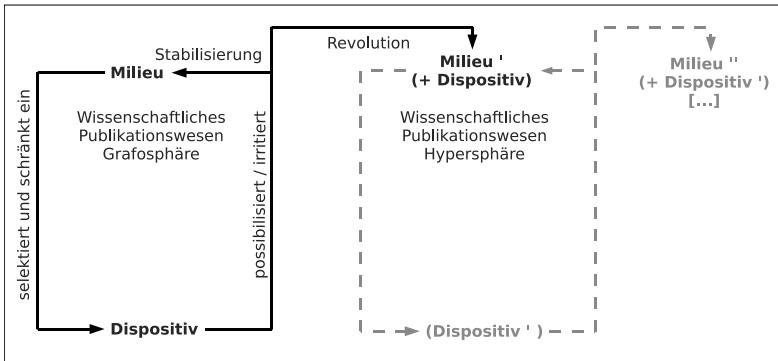 Stabilisierung
Revolution
Milieu
Milieu '
(+ Dispositiv)
Milieu ''
(+ Dispositiv ')
[...]
Wissenschaftliches
Publikationswesen
Grafosphäre
Wissenschaftliches
Publikationswesen
Hypersphäre
selektiert und schränkt ein
possibilisiert / irritiert
Dispositiv
(Dispositiv ' )